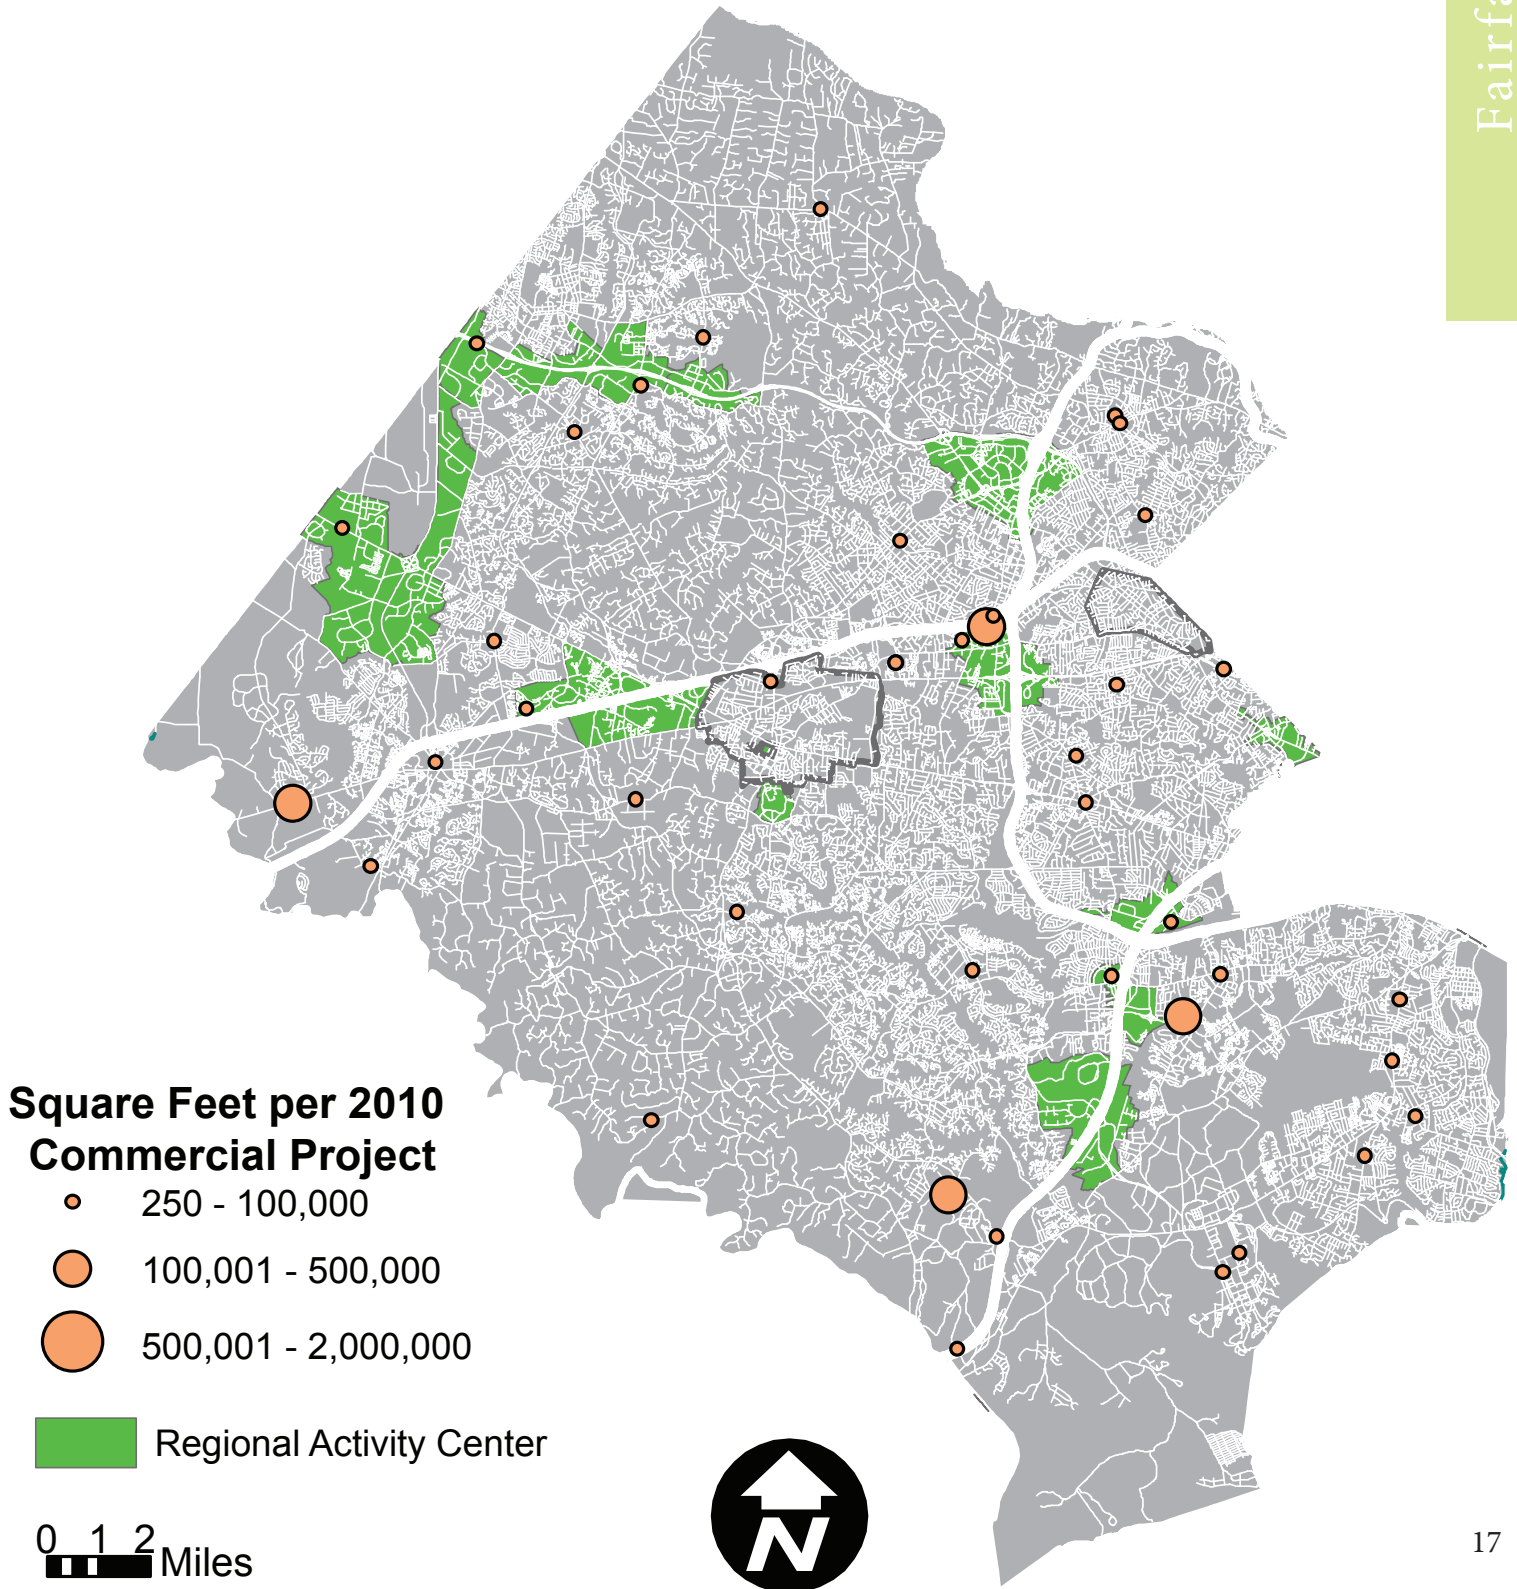 Fairfa
Square Feet per 2010
Commercial Project
250 - 100,000
100,001 - 500,000
500,001 - 2,000,000
Regional Activity Center
0 1 2
Miles
N
17